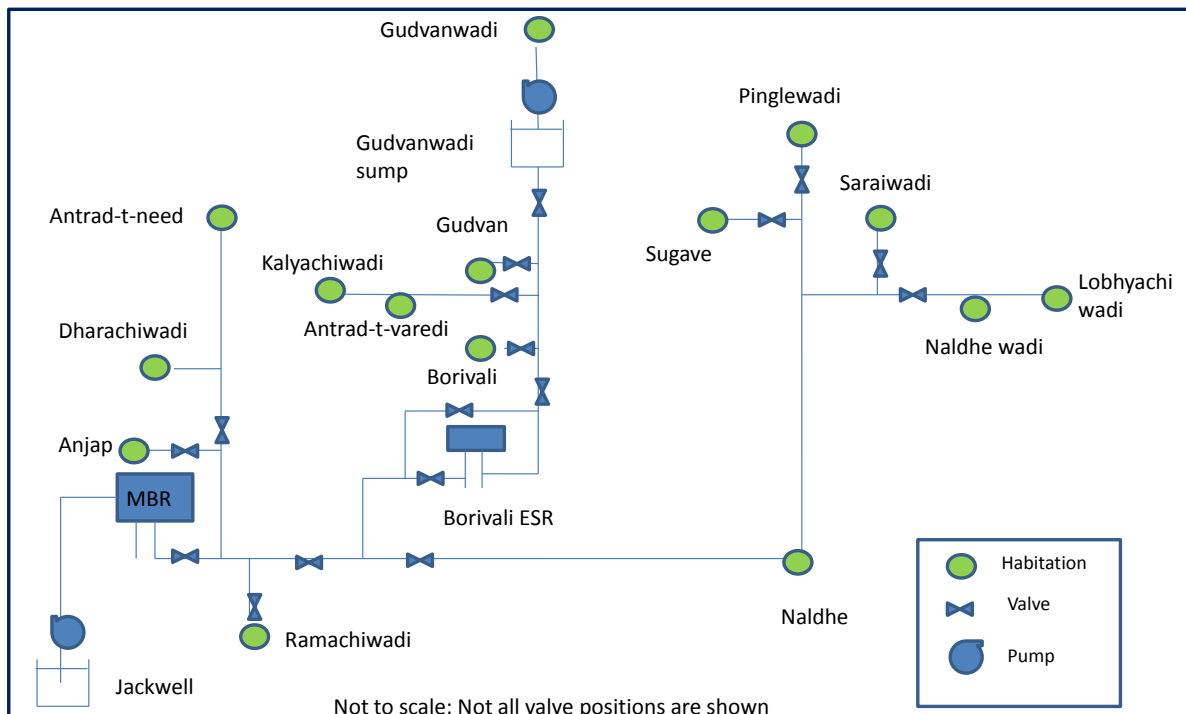 Gudvanwadi
Pinglewadi
Gudvanwadi
sump
Saraiwadi
Antrad-t-need
Gudvan
Sugave
Kalyachiwadi
Lobhyachi
wadi
Antrad-t-varedi
Dharachiwadi
Naldhe wadi
Borivali
Anjap
MBR
Borivali ESR
Habitation
Valve
Naldhe
Ramachiwadi
Pump
Jackwell
Not to scale: Not all valve positions are shown